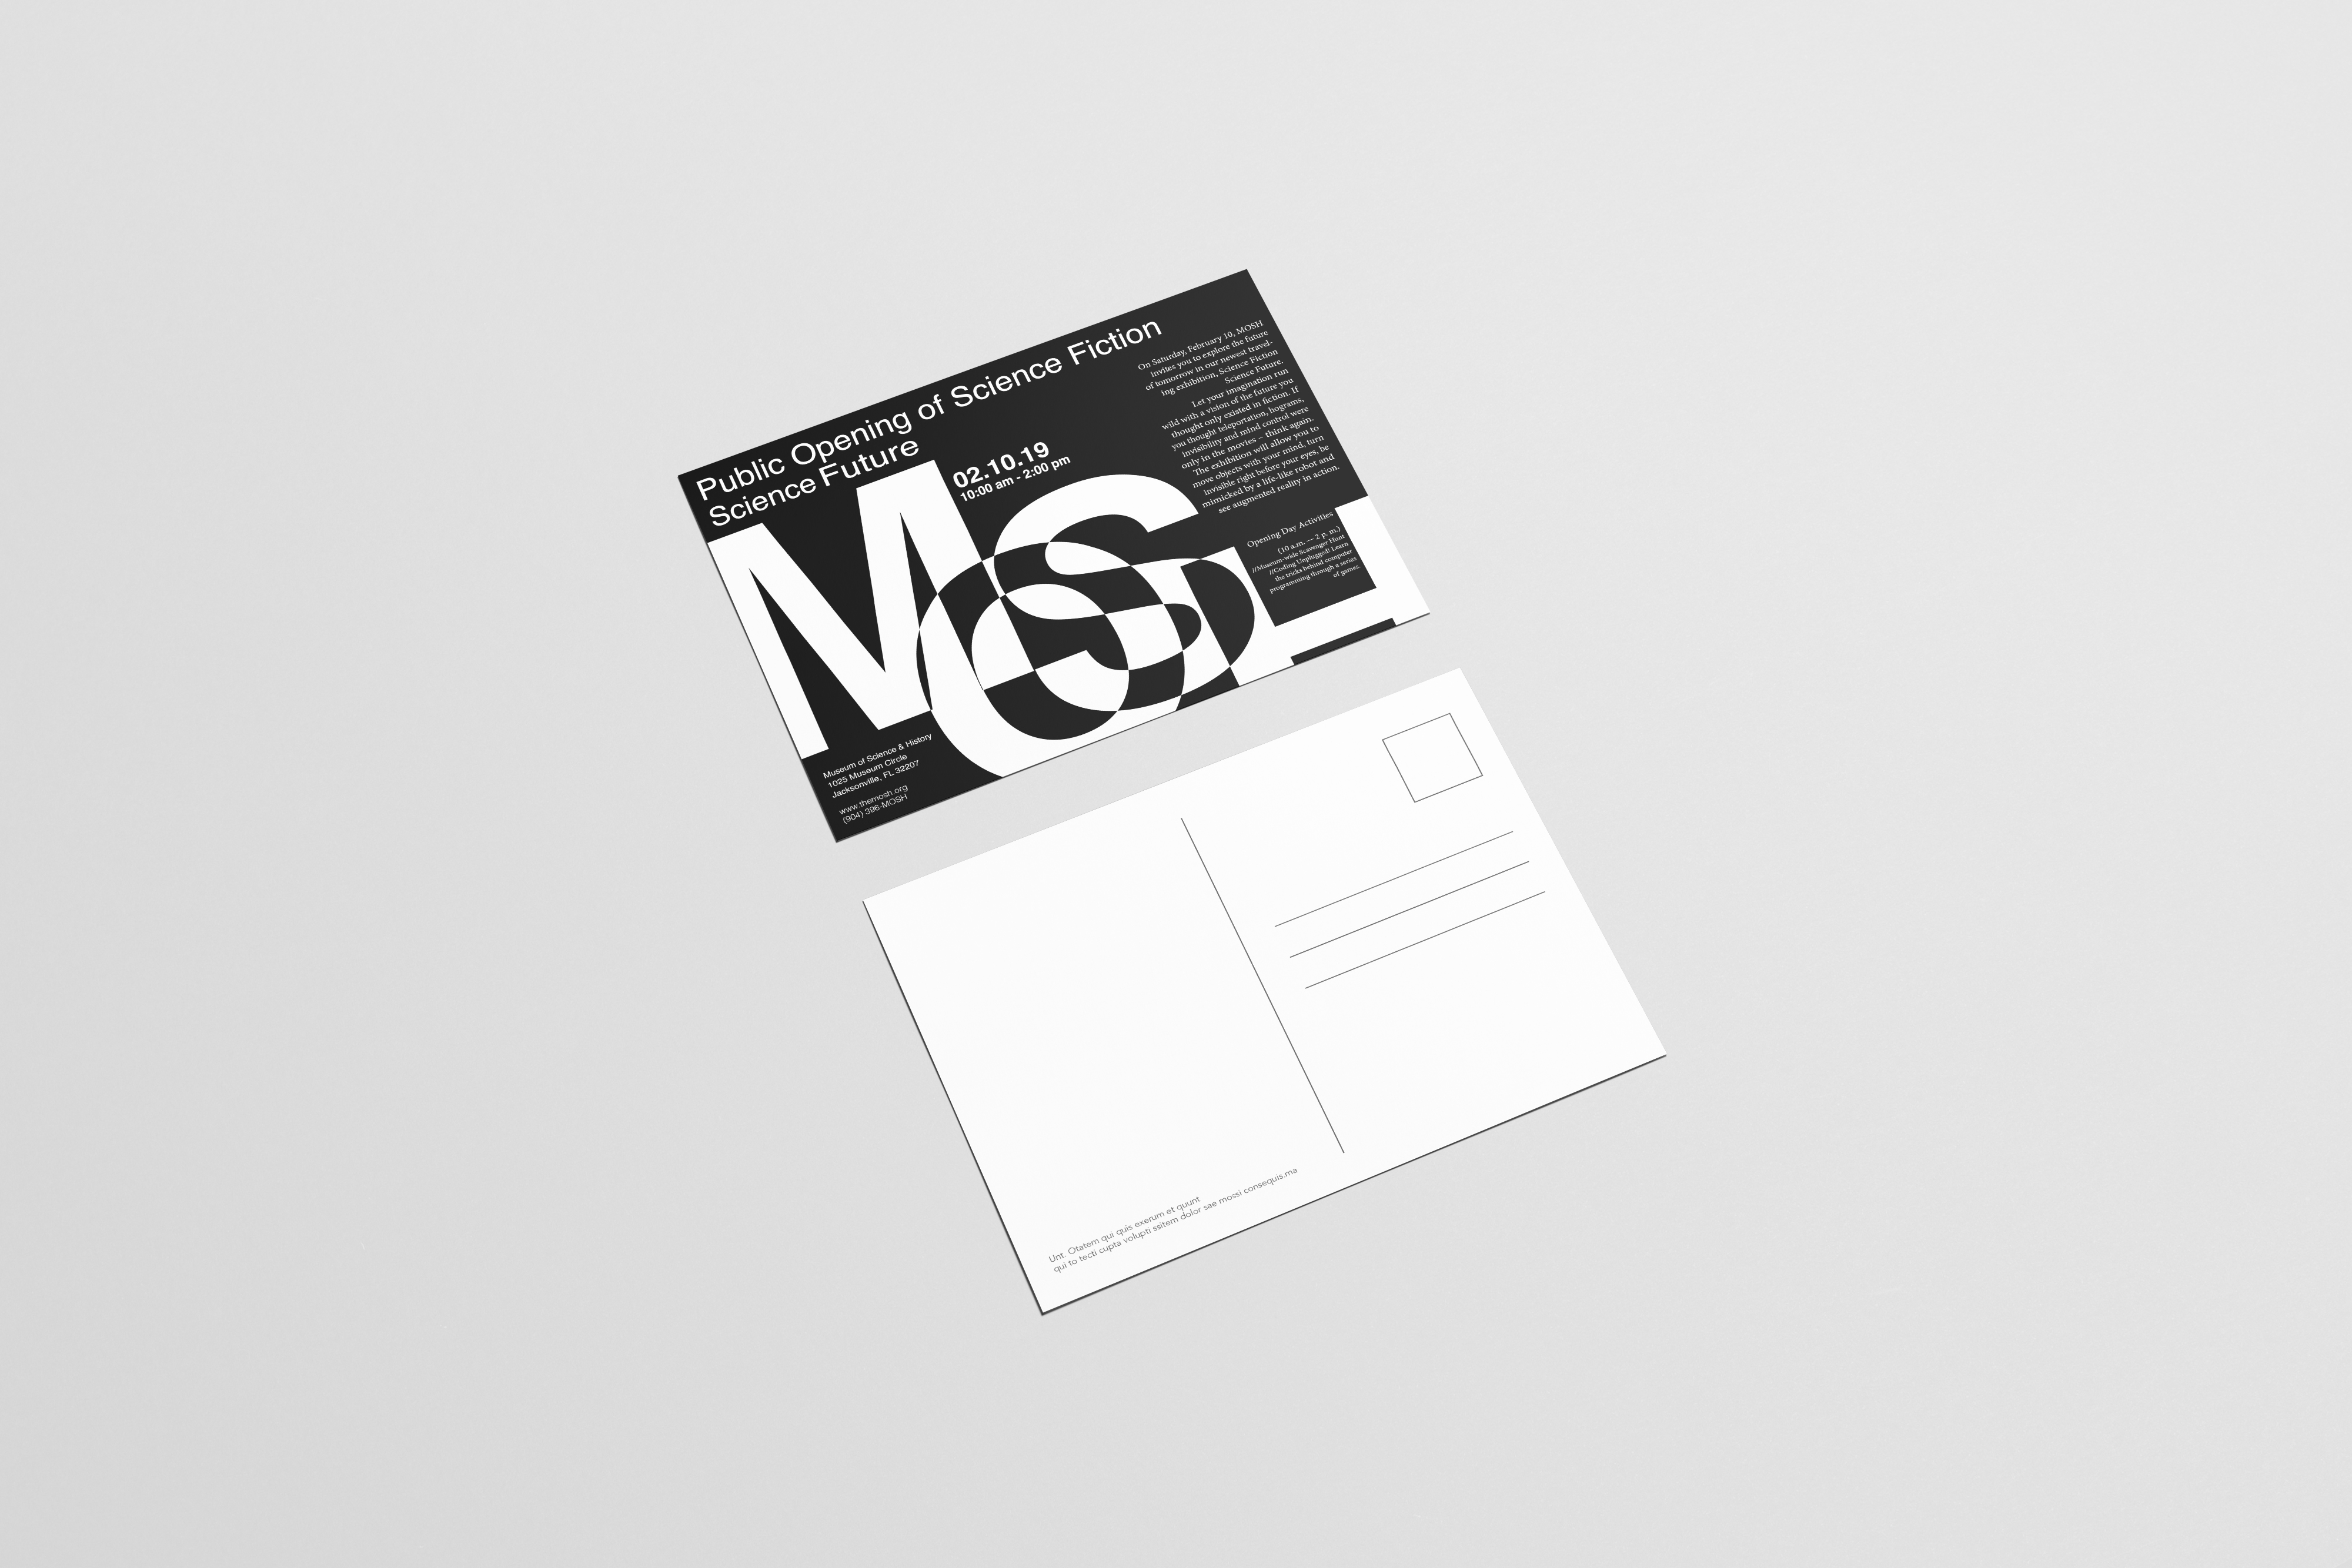 Public Opening of Science Fiction
Science Future
02.10.19
10:00 am - 2:00 pm
On Saturday, February 10, MOSH
invites you to explore the future
of tomorrow in our newest travel-
ing exhibition, Science Fiction
Science Future.
Let your imagination run
wild with a vision of the future you
thought only existed in fiction. If
you thought teleportation, hograms,
invisibility and mind control were
only in the movies – think again.
The exhibition will allow you to
move objects with your mind, turn
invisible right before your eyes, be
mimicked by a life-like robot and
see augmented reality in action.
Opening Day Activities
(10 a.m. — 2 p. m.)
//Museum-wide Scavenger Hunt
//Coding Unplugged! Learn
the tricks behind computer
programming through a series
of games.
MOSH
Museum of Science & History
1025 Museum Circle
Jacksonville, FL 32207
www.themosh.org
(904) 396-MOSH
Unt. Otatem qui quis exerum et quunt
qui to tecti cupta volupti ssitem dolor sae mossi consequis.ma